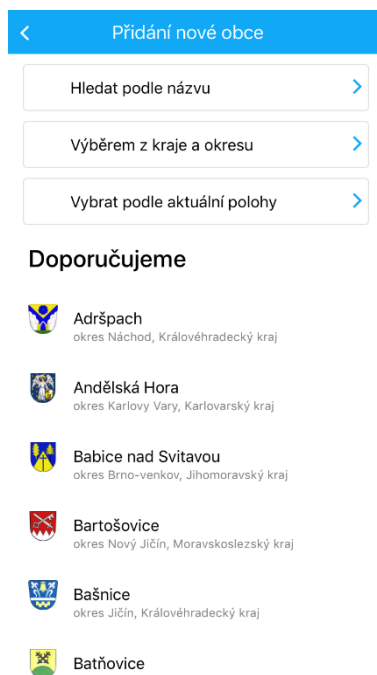 Přidání nové obce
Hledat podle názvu
Výběrem z kraje a okresu
Vybrat podle aktuální polohy
Doporučujeme
Adršpach
okres Náchod, Královéhradecký kraj
Andělská Hora
okres Karlovy Vary, Karlovarský kraj
Babice nad Svitavou
okres Brno-venkov, Jihomoravský kraj
Bartošovice
okres Nový Jičín, Moravskoslezský kraj
Bašnice
okres Jičín, Královéhradecký kraj
Batňovice